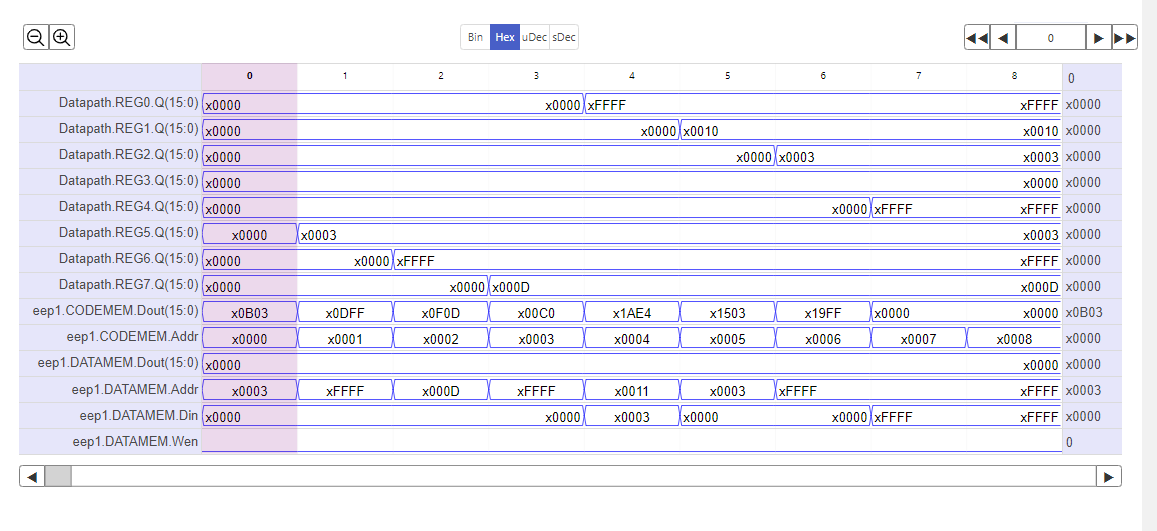 Bin Hex uDec sDec 0
0 1 2 3 4 5 6 7 8 0
Datapath.REG0.Q(15:0) x0000 x0000 xFFFF xFFFF x0000
Datapath.REG1.Q(15:0) x0000 x0000 x0010 x0010 x0000
Datapath.REG2.Q(15:0) x0000 x0000 x0003 x0003 x0000
Datapath.REG3.Q(15:0) x0000 x0000 x0000
Datapath.REG4.Q(15:0) x0000 x0000 xFFFF xFFFF x0000
Datapath.REG5.Q(15:0) x0000 x0003 x0003 x0000
Datapath.REG6.Q(15:0) x0000 x0000 xFFFF xFFFF x0000
Datapath.REG7.Q(15:0) x0000 x0000 x000D x000D x0000
eep1.CODEMEM.Dout(15:0) x0B03 x0DFF x0F0D x00C0 x1AE4 x1503 x19FF x0000 x0000 x0B03
eep1.CODEMEM.Addr x0000 x0001 x0002 x0003 x0004 x0005 x0006 x0007 x0008 x0000
eep1.DATAMEM.Dout(15:0) x0000 x0000 x0000
eep1.DATAMEM.Addr x0003 xFFFF x000D xFFFF x0011 x0003 xFFFF xFFFF x0003
eep1.DATAMEM.Din x0000 x0000 x0003 x0000 x0000 xFFFF xFFFF x0000
eep1.DATAMEM.Wen 0